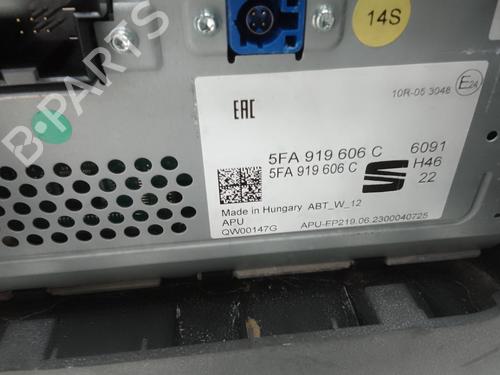 14S
10R-05 3048
E24
EAC
5FA 919 606 C 6091
5FA 919 606 C H46
22
Made in Hungary ABT_W_12
APU
QW00147G APU-FP219.06.2300040725
B-PARTS